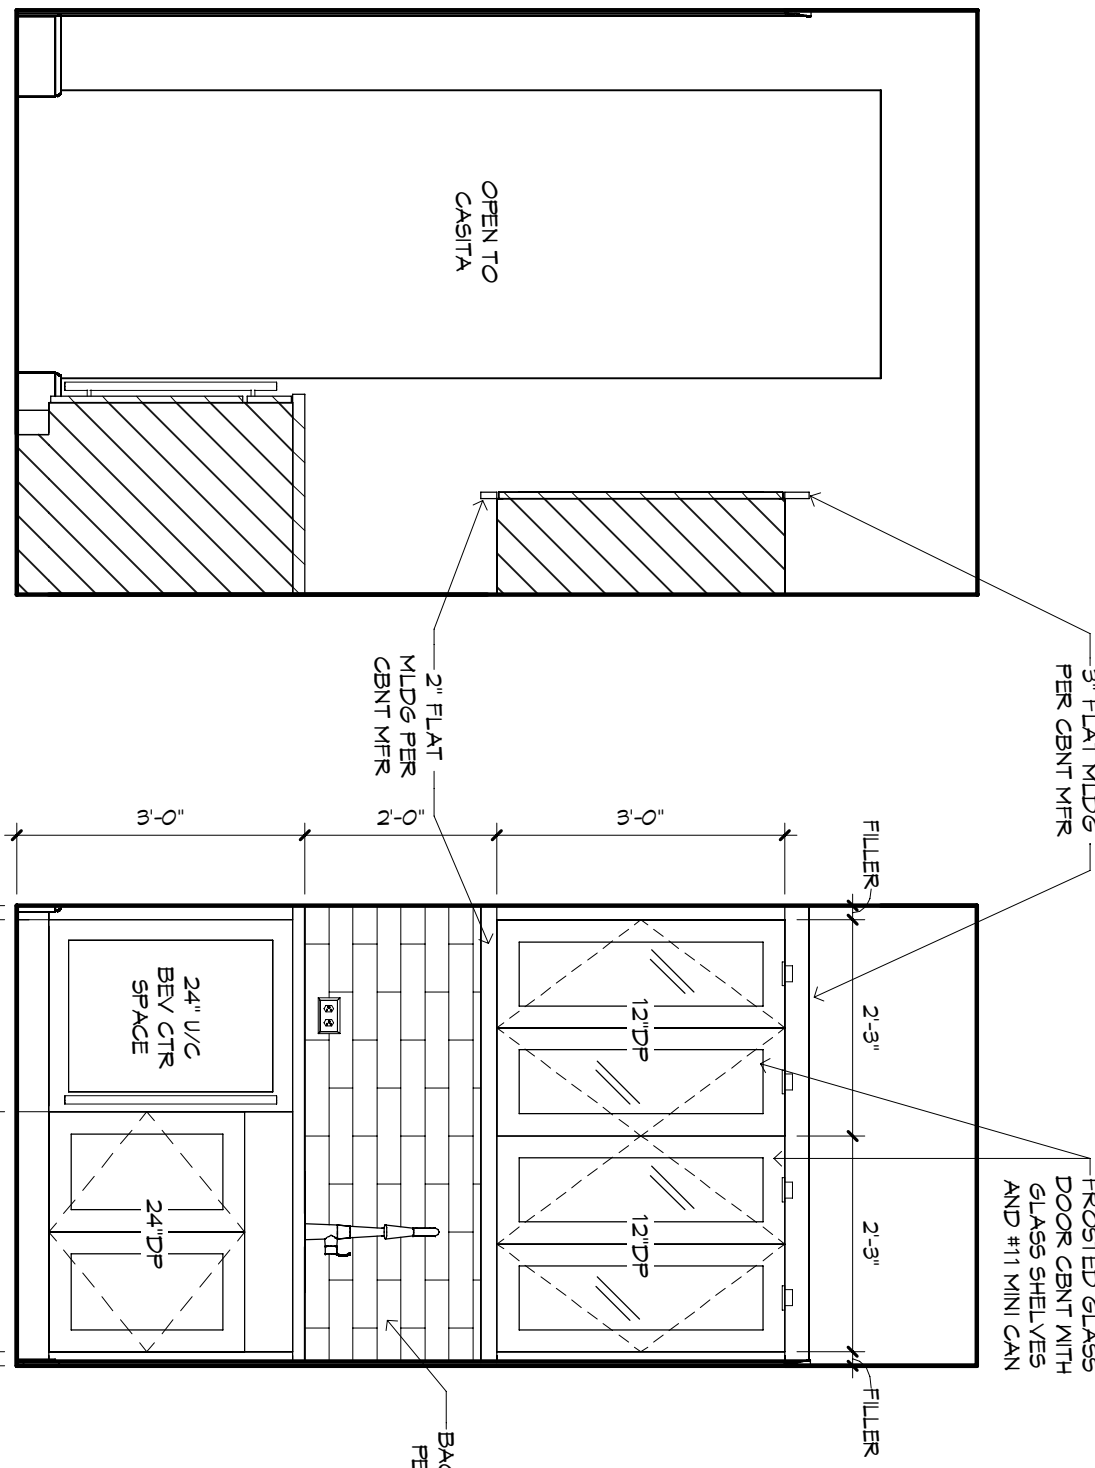 OPEN TO
CASITA
3" FLAT MLDG
PER CBNT MFR
2" FLAT
MLDG PER
CBNT MFR
3'-0"
2'-0"
3'-0"
FILLER
2'-3"
2'-3"
FILLER
FROSTED GLASS
DOOR CBNT WITH
GLASS SHELVES
AND #11 MINI CAN
12"DP
12"DP
24" U/C
BEV CTR
SPACE
24"DP